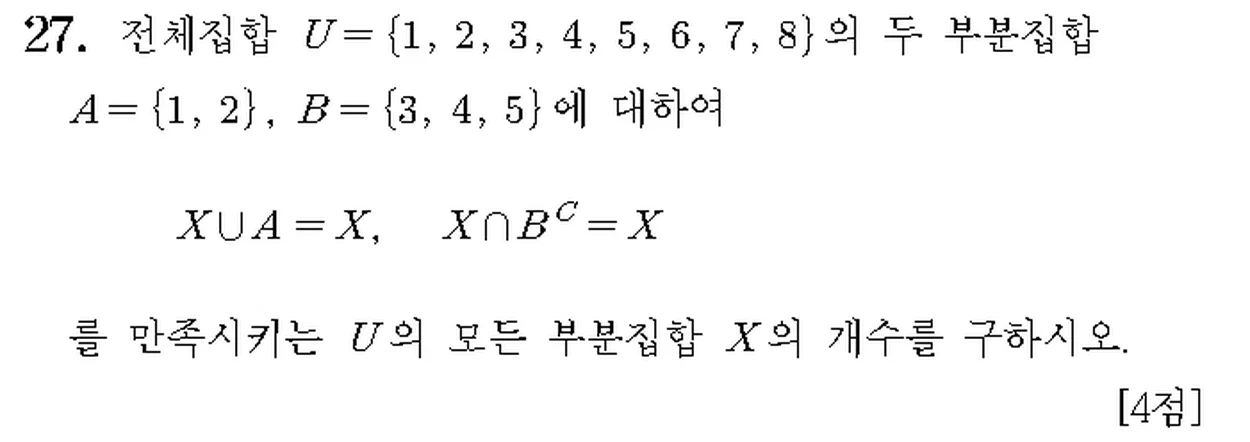 27. 전체집합 U = {1, 2, 3, 4, 5, 6, 7, 8}의 두 부분집합
A = {1, 2}, B = {3, 4, 5}에 대하여
X∪A = X, X∩B^C = X
를 만족시키는 U의 모든 부분집합 X의 개수를 구하시오.
[4점]